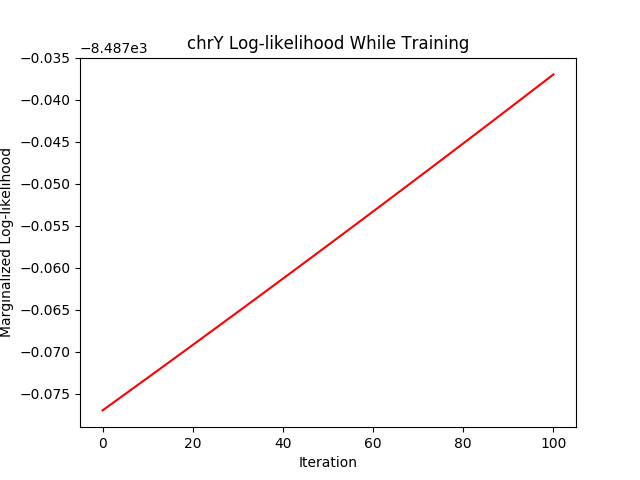 chrY Log-likelihood While Training
−8.487e3
−0.035
−0.040
−0.045
−0.050
−0.055
−0.060
−0.065
−0.070
−0.075
Marginalized Log-likelihood
0 20 40 60 80 100
Iteration